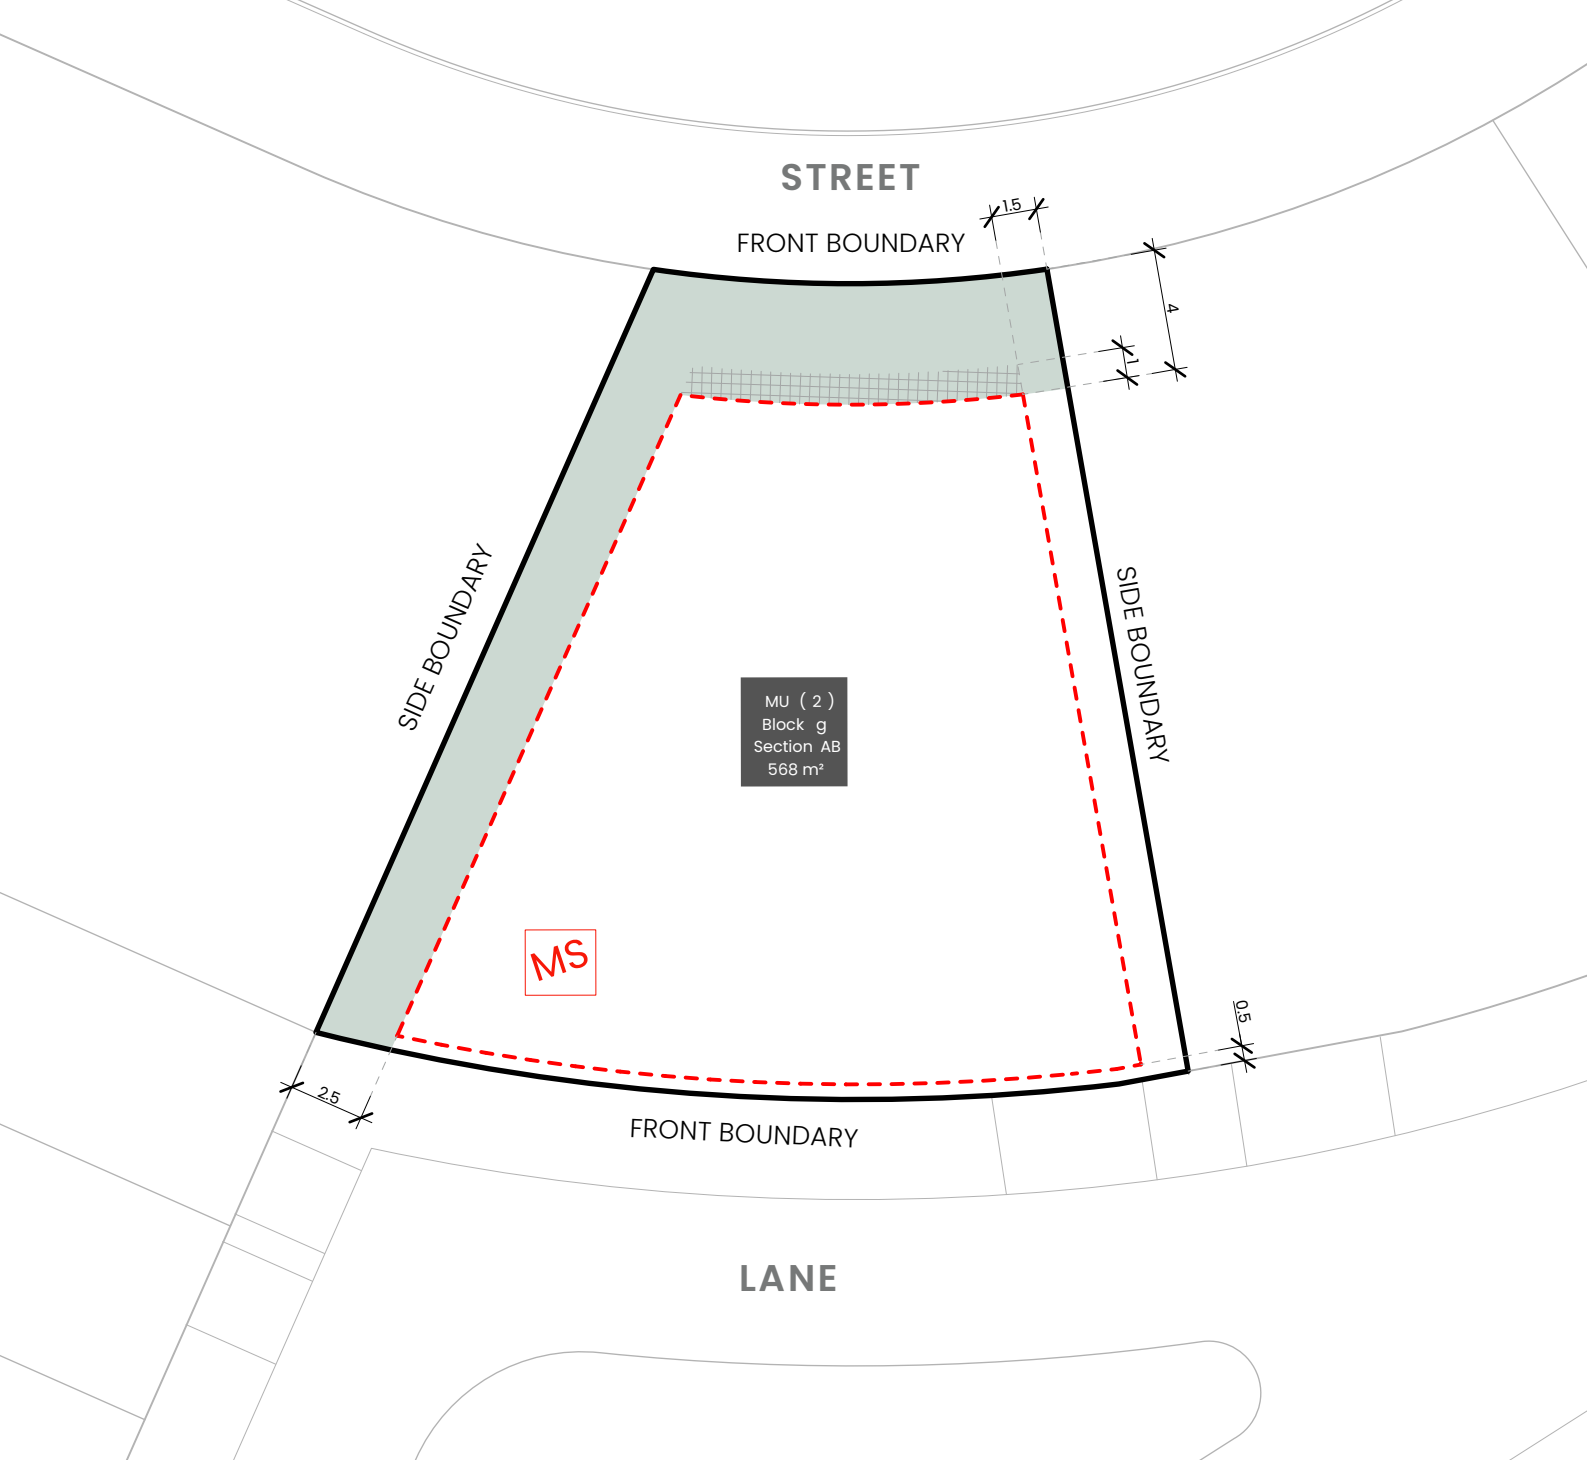 STREET
1.5
FRONT BOUNDARY
4
1
SIDE BOUNDARY
SIDE BOUNDARY
MU ( 2 )
Block g
Section AB
568 m²
MS
0.5
2.5
FRONT BOUNDARY
LANE